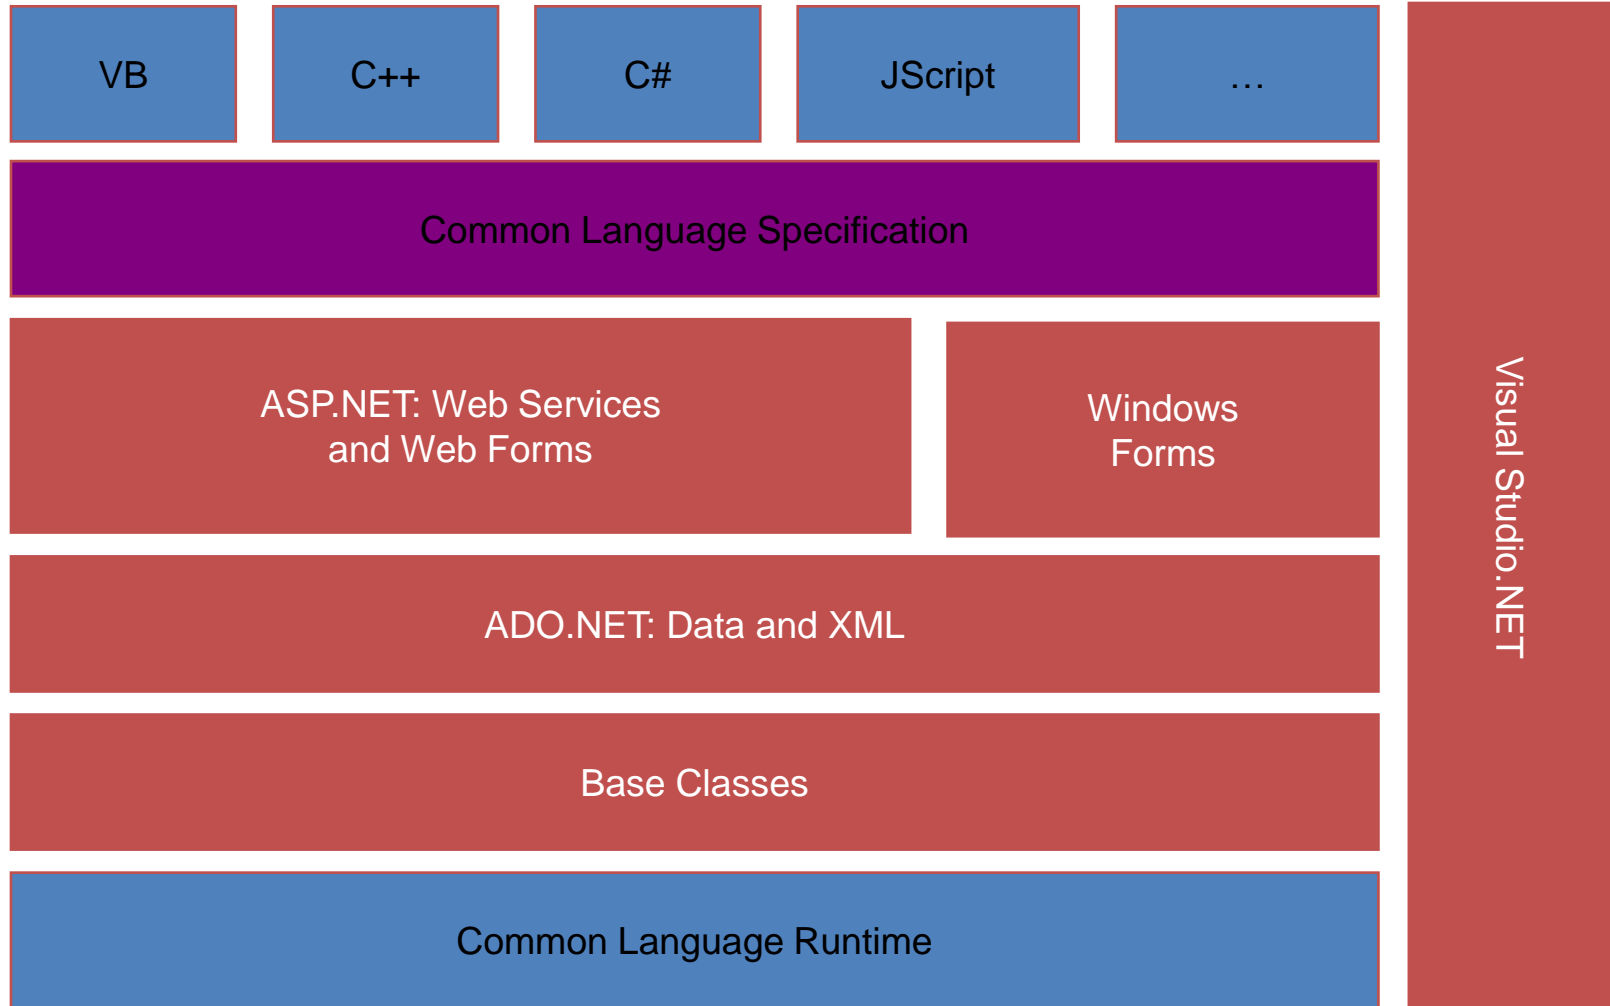 VB
C++
C#
JScript
…
Common Language Specification
ASP.NET: Web Services
and Web Forms
Windows
Forms
ADO.NET: Data and XML
Base Classes
Common Language Runtime
Visual Studio.NET